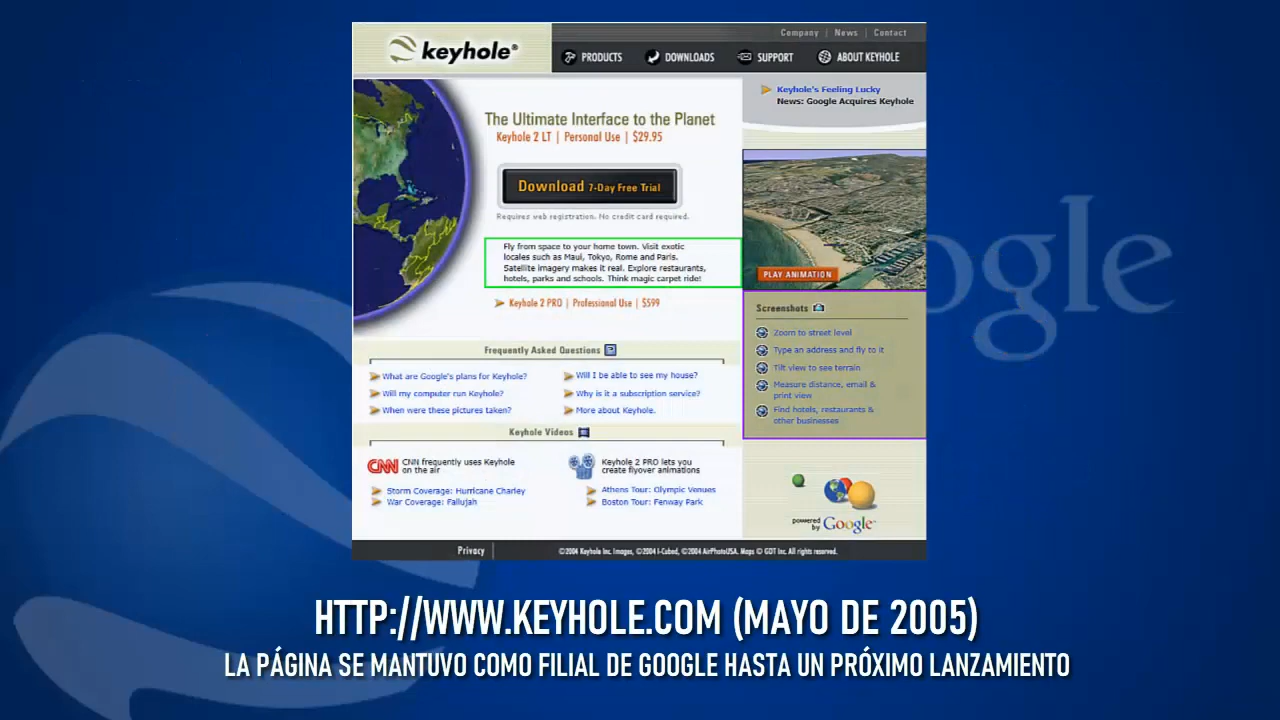 Company | News | Contact
keyhole®
PRODUCTS
DOWNLOADS
SUPPORT
ABOUT KEYHOLE
Keyhole's Feeling Lucky
News: Google Acquires Keyhole
The Ultimate Interface to the Planet
Keyhole 2 LT | Personal Use | $29.95
Download 7-Day Free Trial
Requires web registration. No credit card required.
Fly from space to your home town. Visit exotic
locales such as Maui, Tokyo, Rome and Paris.
Satellite imagery makes it real. Explore restaurants,
hotels, parks and schools. Think magic carpet ride!
Keyhole 2 PRO | Professional Use | $599
PLAY ANIMATION
Screenshots
Zoom to street level
Type an address and fly to it
Tilt view to see terrain
Measure distance, email &
print view
Find hotels, restaurants &
other businesses
Frequently Asked Questions
What are Google's plans for Keyhole?
Will my computer run Keyhole?
When were these pictures taken?
Will I be able to see my house?
Why is it a subscription service?
More about Keyhole.
Keyhole Videos
CNN
CNN frequently uses Keyhole
on the air
Storm Coverage: Hurricane Charley
War Coverage: Fallujah
Keyhole 2 PRO lets you
create flyover animations
Athens Tour: Olympic Venues
Boston Tour: Fenway Park
powered
by Google™
Privacy
©2004 Keyhole Inc. Images, ©2004 I-Cubed, ©2004 AirPhotoUSA. Maps © GDT Inc. All rights reserved.
ogle
HTTP://WWW.KEYHOLE.COM (MAYO DE 2005)
LA PÁGINA SE MANTUVO COMO FILIAL DE GOOGLE HASTA UN PRÓXIMO LANZAMIENTO